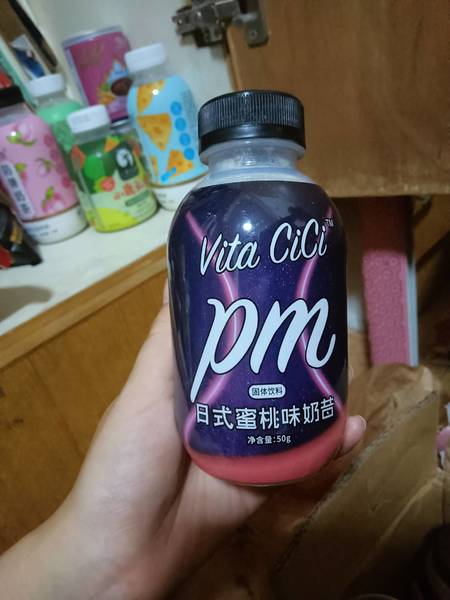 Vita CiCi™
pm
固体饮料
日式蜜桃味奶昔
净含量:50g